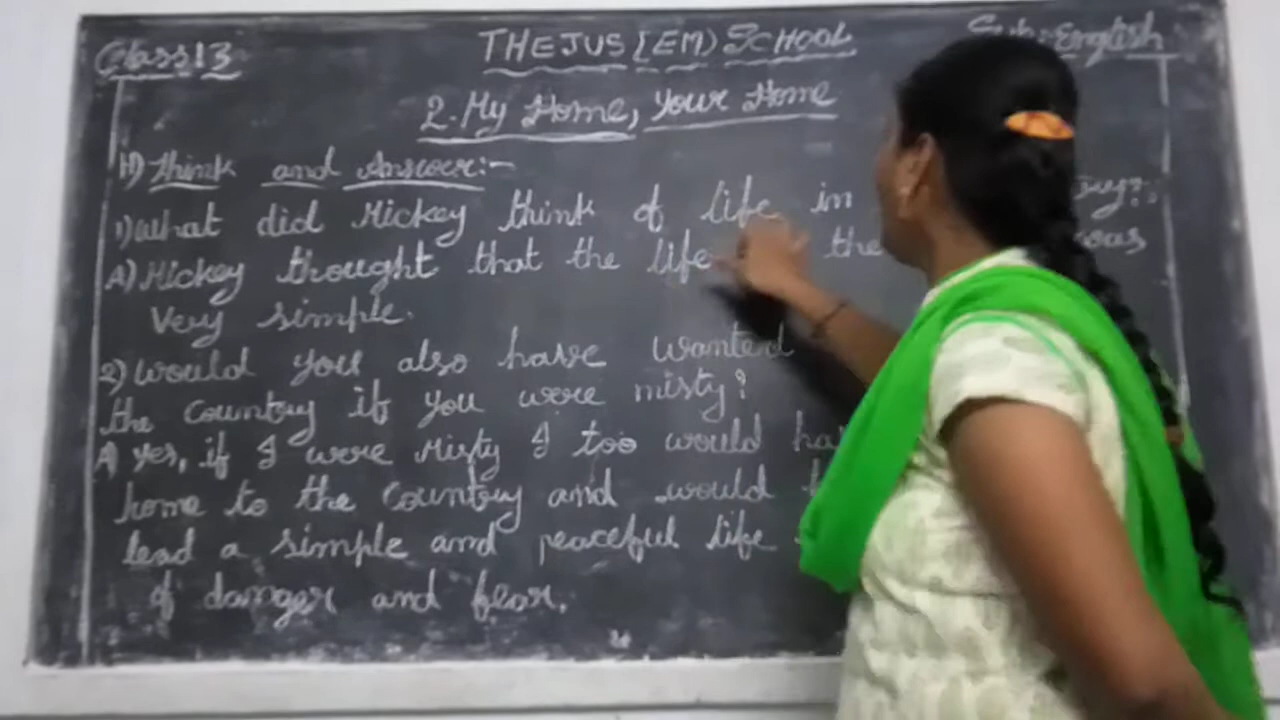 Class 13
THEJUS (EM) SCHOOL
Sub:- English
2. My Home, Your Home
H) Think and Answer:-
1) What did Mickey think of life in
A) Mickey thought that the life the was
very simple.
2) would you also have wanted
the country if you were misty?
A) yes, if I were Misty I too would
home to the country and would
lead a simple and peaceful life
of danger and fear.